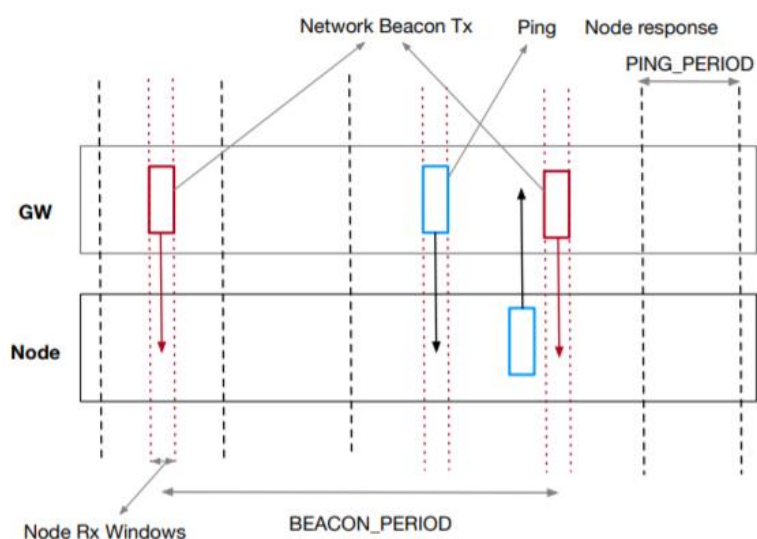 Network Beacon Tx
Ping
Node response
PING_PERIOD
GW
Node
Node Rx Windows
BEACON_PERIOD